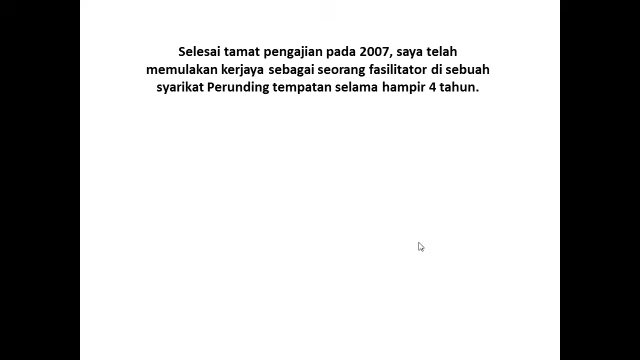 Selesai tamat pengajian pada 2007, saya telah
memulakan kerjaya sebagai seorang fasilitator di sebuah
syarikat Perunding tempatan selama hampir 4 tahun.